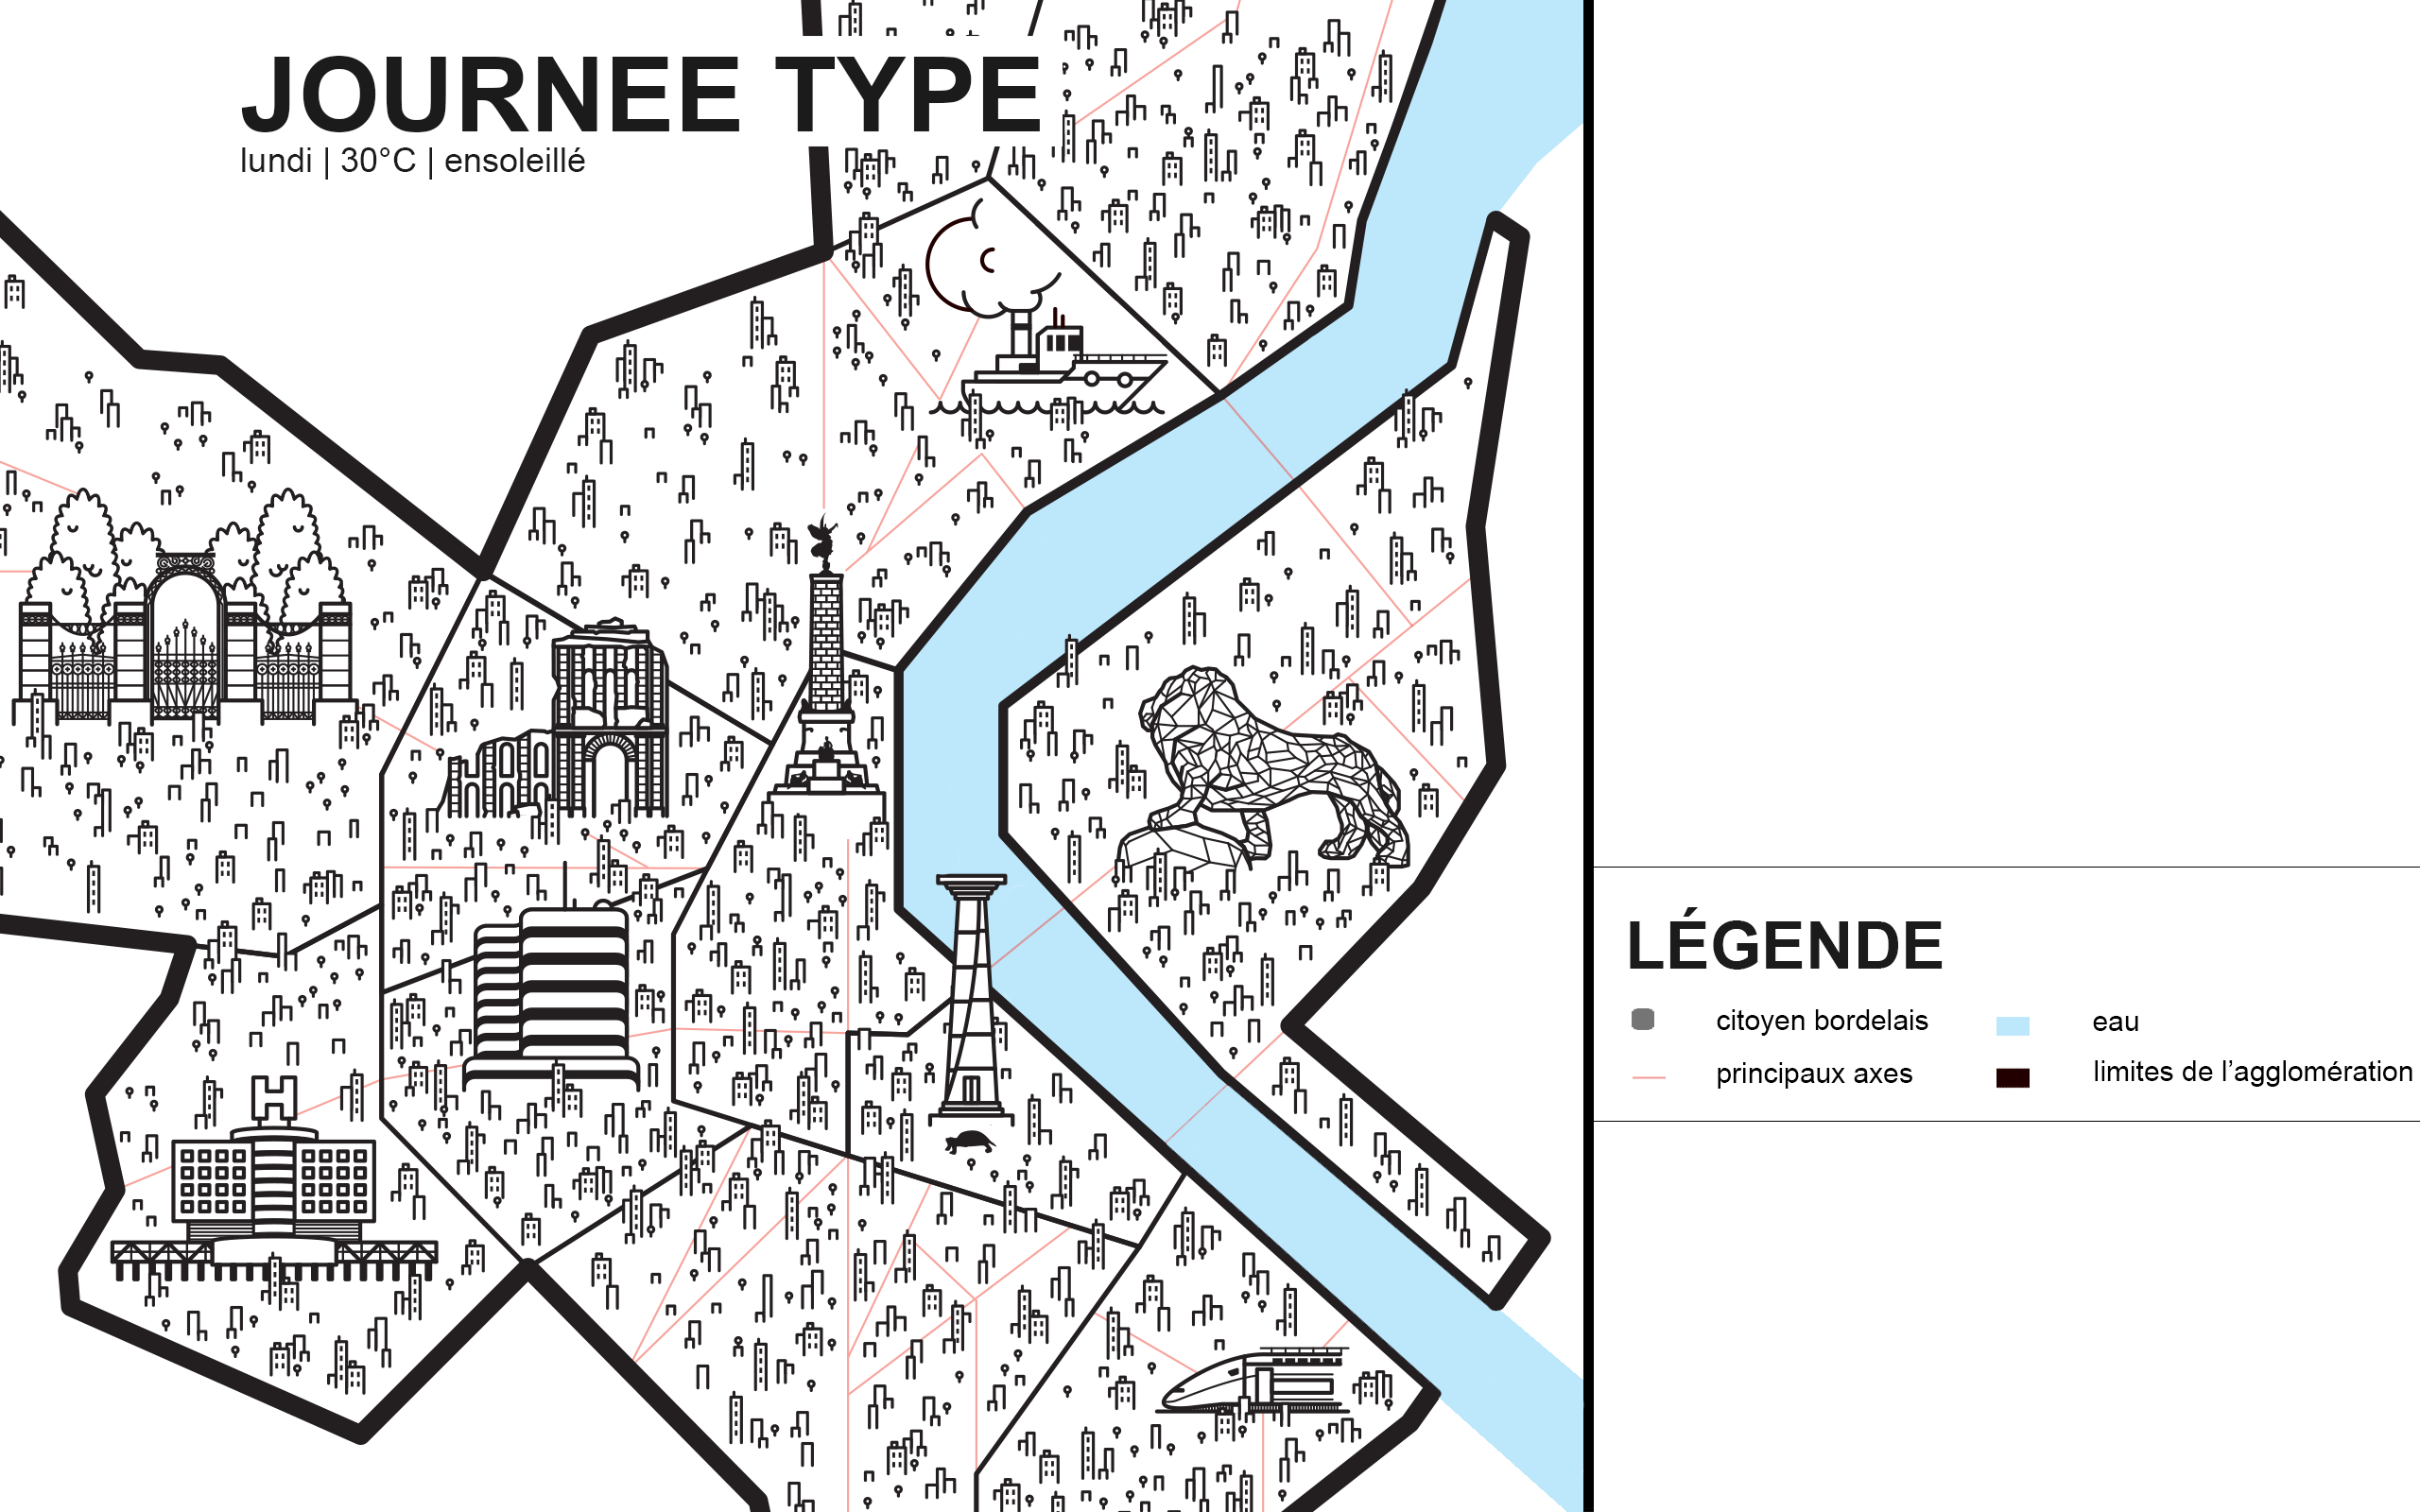 JOURNEE TYPE
lundi | 30°C | ensoleillé
LÉGENDE
citoyen bordelais
eau
principaux axes
limites de l’agglomération